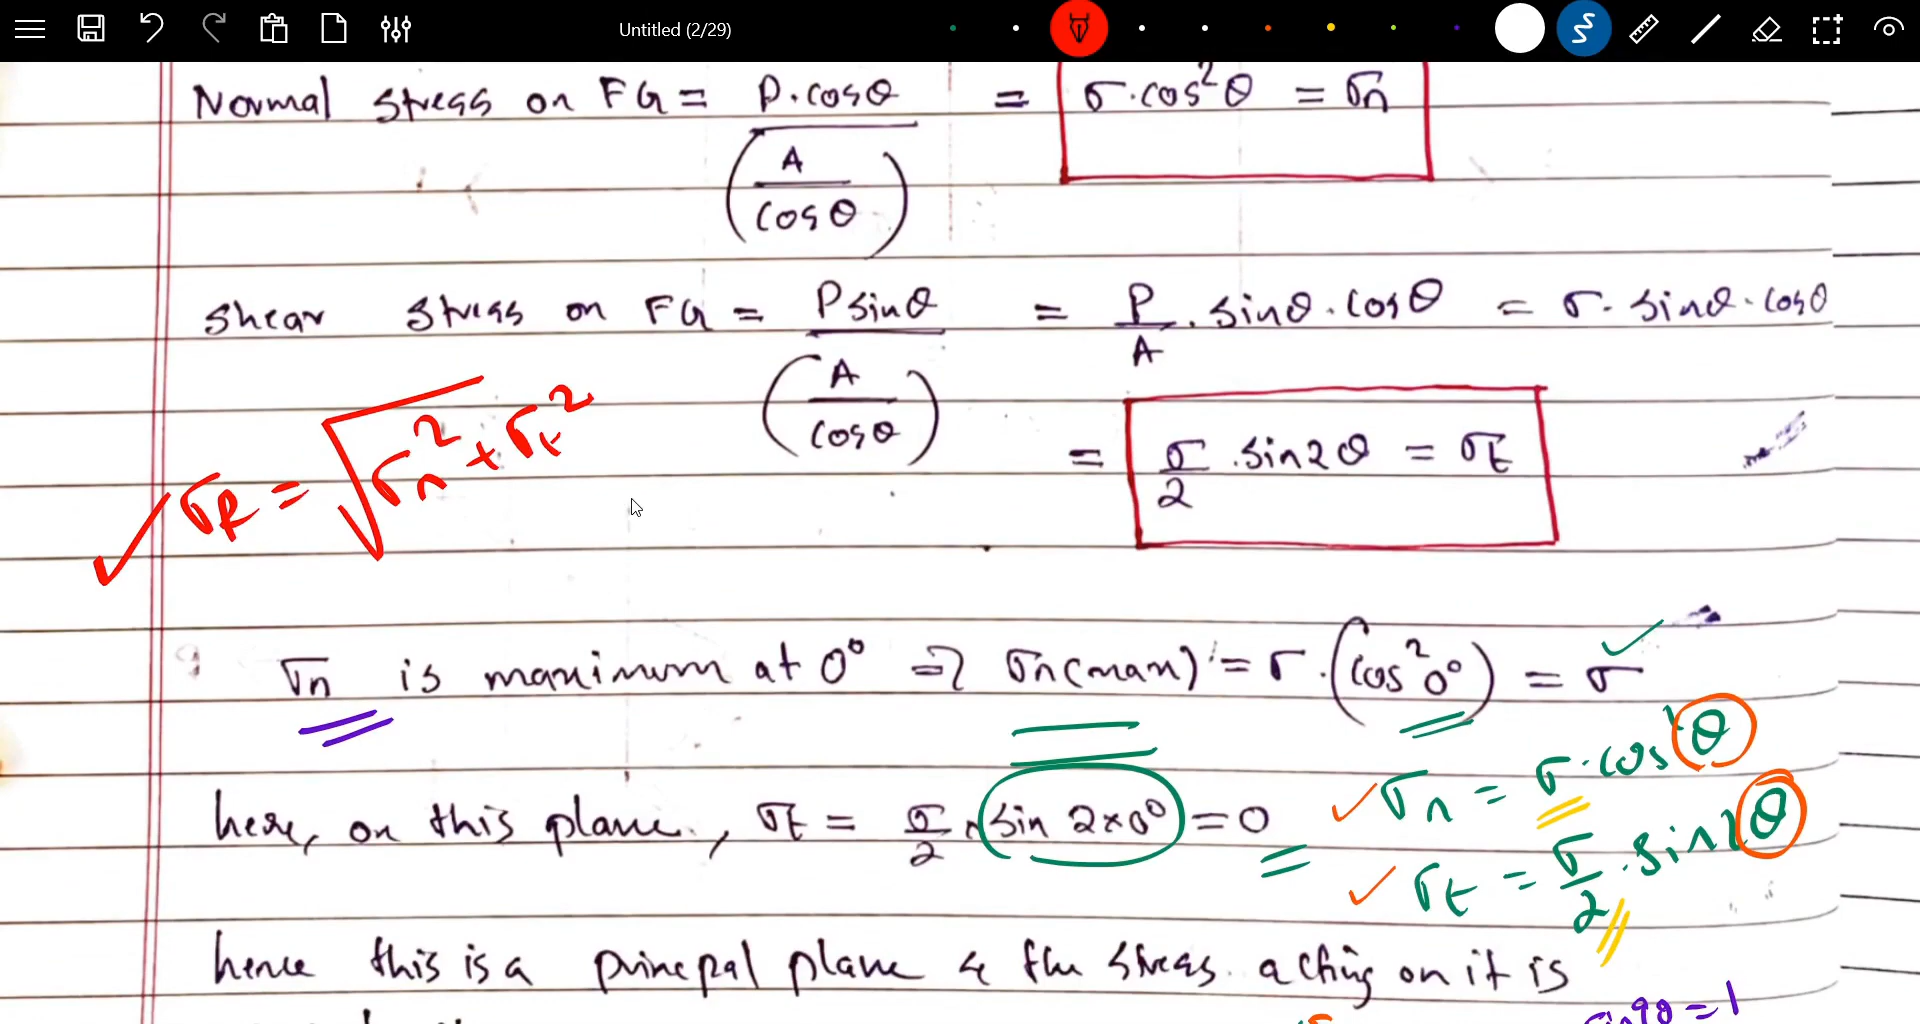 Untitled (2/29)
Normal stress on FG = P.cosθ / (A / cosθ) = σ.cos²θ = σn
Shear stress on FG = Psinθ / (A / cosθ) = P/A . sinθ.cosθ = σ. sinθ.cosθ
= σ/2 .sin2θ = σt
σR = √σn² + σt²
σn is maximum at 0° => σn(max) = σ.(cos²0°) = σ
σn = σ.cos²θ
here, on this plane, σt = σ/2 . sin 2×0° = 0
σt = σ/2 . sin2θ
hence this is a principal plane & the stress acting on it is
sin90 = 1